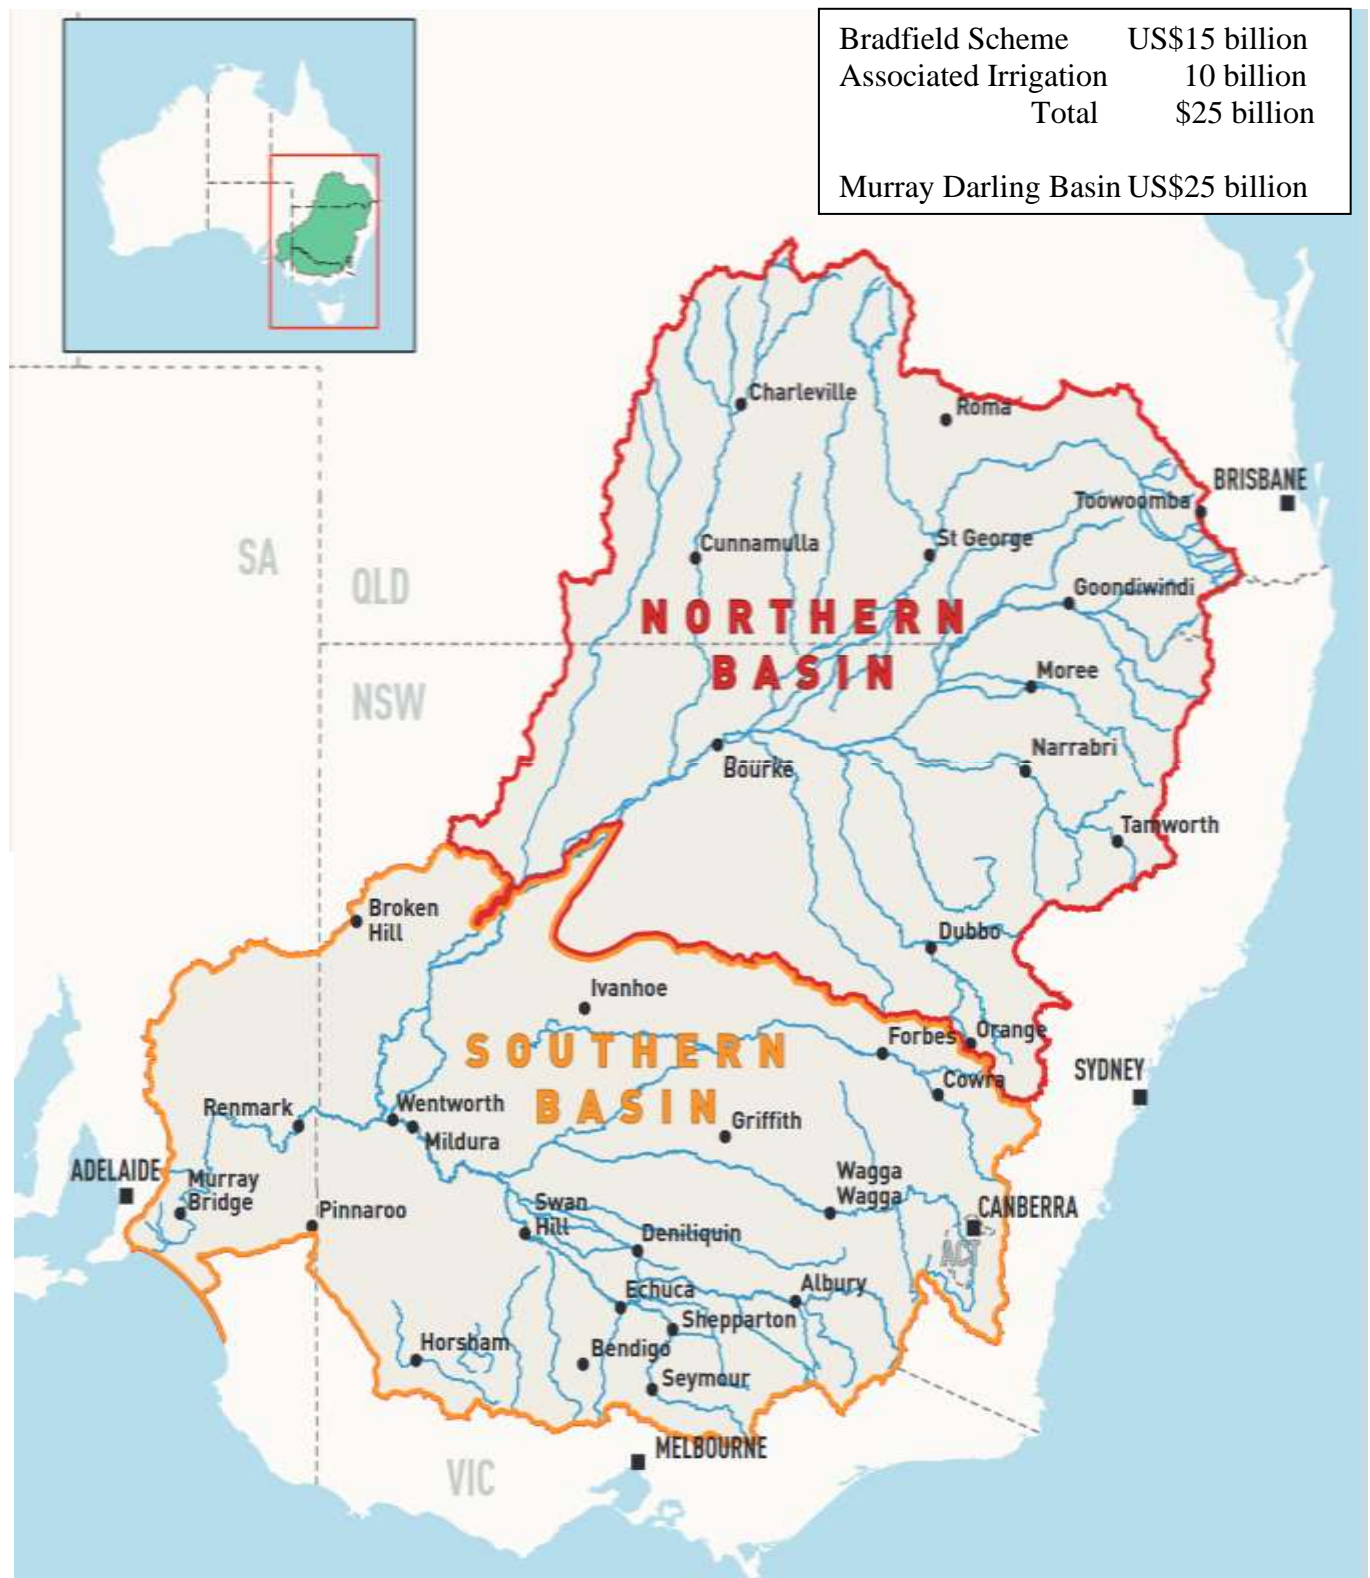 Bradfield Scheme US$15 billion
Associated Irrigation 10 billion
Total $25 billion
Murray Darling Basin US$25 billion
Charleville
Roma
BRISBANE
Toowoomba
SA
Cunnamulla
St George
QLD
Goondiwindi
NORTHERN
BASIN
Moree
NSW
Narrabri
Bourke
Tamworth
Broken
Hill
Dubbo
Ivanhoe
Forbes
Orange
SOUTHERN
BASIN
SYDNEY
Cowra
Renmark
Wentworth
Griffith
Mildura
ADELAIDE
Murray
Bridge
Wagga
Wagga
Pinnaroo
Swan
Hill
CANBERRA
Deniliquin
ACT
Echuca
Albury
Shepparton
Horsham
Bendigo
Seymour
MELBOURNE
VIC